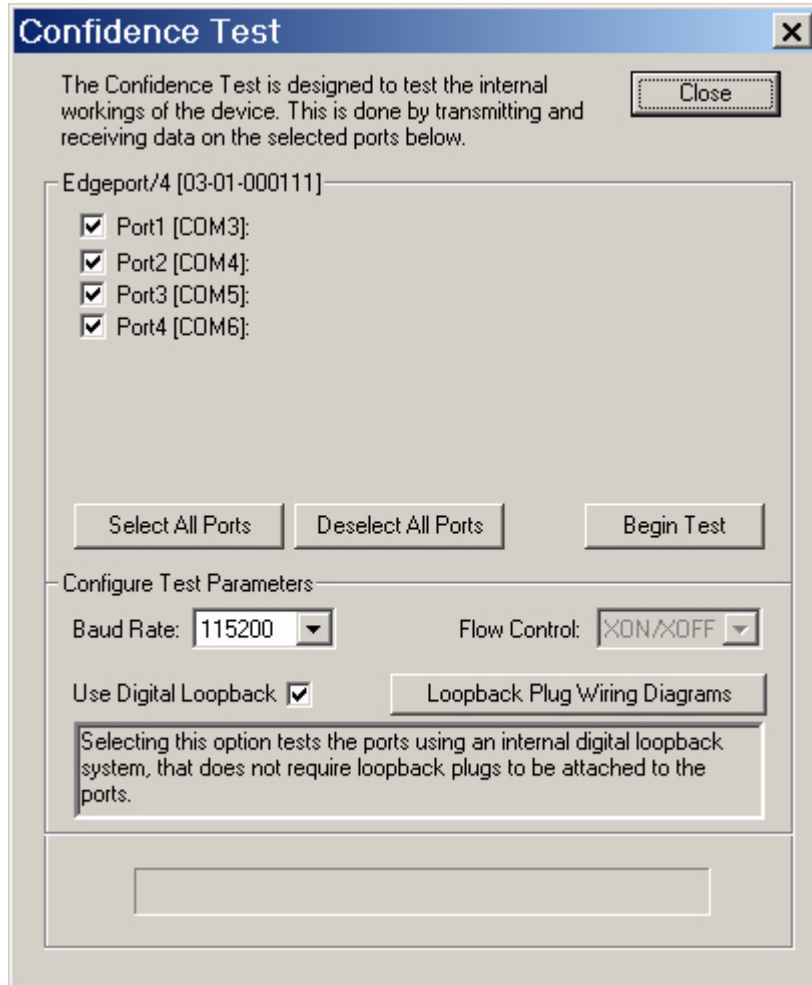 Confidence Test
The Confidence Test is designed to test the internal
workings of the device. This is done by transmitting and
receiving data on the selected ports below.
Close
Edgeport/4 [03-01-000111]
Port1 [COM3]:
Port2 [COM4]:
Port3 [COM5]:
Port4 [COM6]:
Select All Ports Deselect All Ports Begin Test
Configure Test Parameters
Baud Rate: 115200 Flow Control: XON/XOFF
Use Digital Loopback Loopback Plug Wiring Diagrams
Selecting this option tests the ports using an internal digital loopback
system, that does not require loopback plugs to be attached to the
ports.